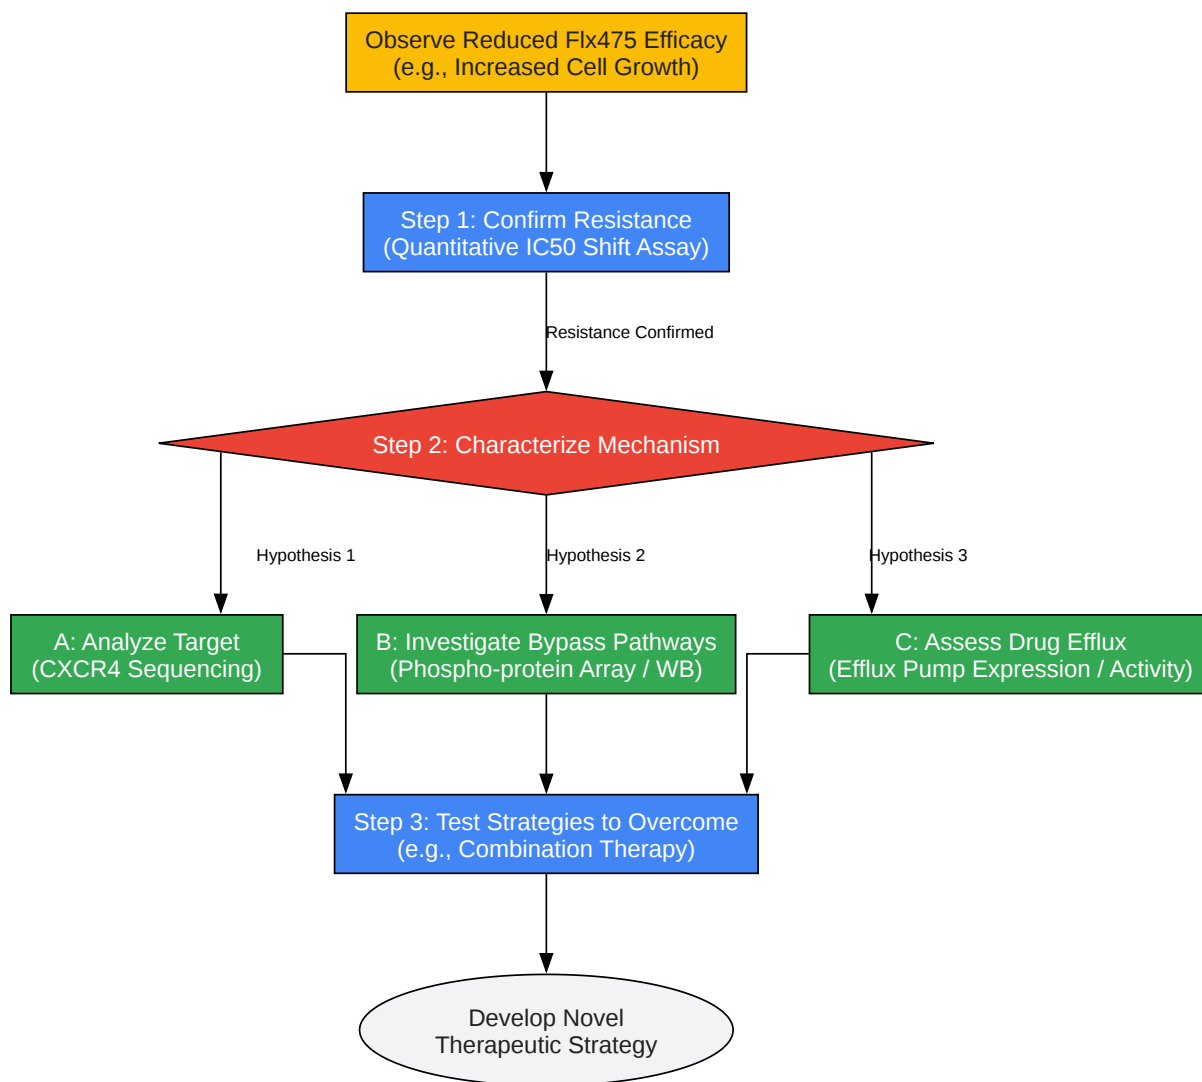 Observe Reduced Flx475 Efficacy
(e.g., Increased Cell Growth)
Step 1: Confirm Resistance
(Quantitative IC50 Shift Assay)
Resistance Confirmed
Step 2: Characterize Mechanism
Hypothesis 1
Hypothesis 2
Hypothesis 3
A: Analyze Target
(CXCR4 Sequencing)
B: Investigate Bypass Pathways
(Phospho-protein Array / WB)
C: Assess Drug Efflux
(Efflux Pump Expression / Activity)
Step 3: Test Strategies to Overcome
(e.g., Combination Therapy)
Develop Novel
Therapeutic Strategy